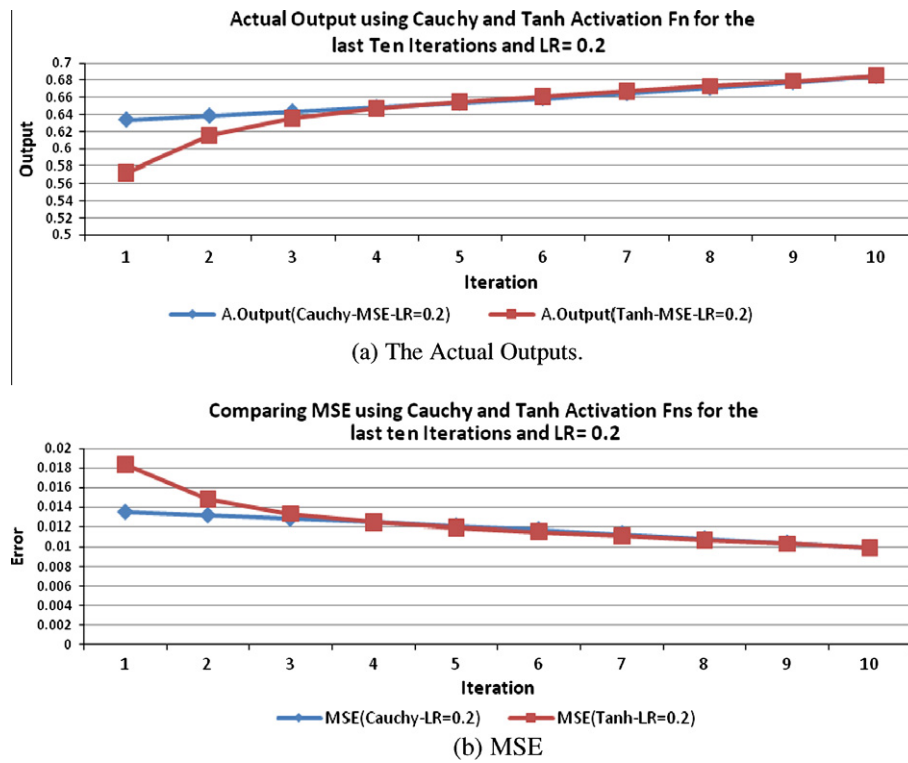 Actual Output using Cauchy and Tanh Activation Fn for the
last Ten Iterations and LR= 0.2
0.7
0.68
0.66
0.64
0.62
0.6
0.58
0.56
0.54
0.52
0.5
Output
1 2 3 4 5 6 7 8 9 10
Iteration
A.Output(Cauchy-MSE-LR=0.2) A.Output(Tanh-MSE-LR=0.2)
(a) The Actual Outputs.
Comparing MSE using Cauchy and Tanh Activation Fns for the
last ten Iterations and LR= 0.2
0.02
0.018
0.016
0.014
0.012
0.01
0.008
0.006
0.004
0.002
0
Error
1 2 3 4 5 6 7 8 9 10
Iteration
MSE(Cauchy-LR=0.2) MSE(Tanh-LR=0.2)
(b) MSE